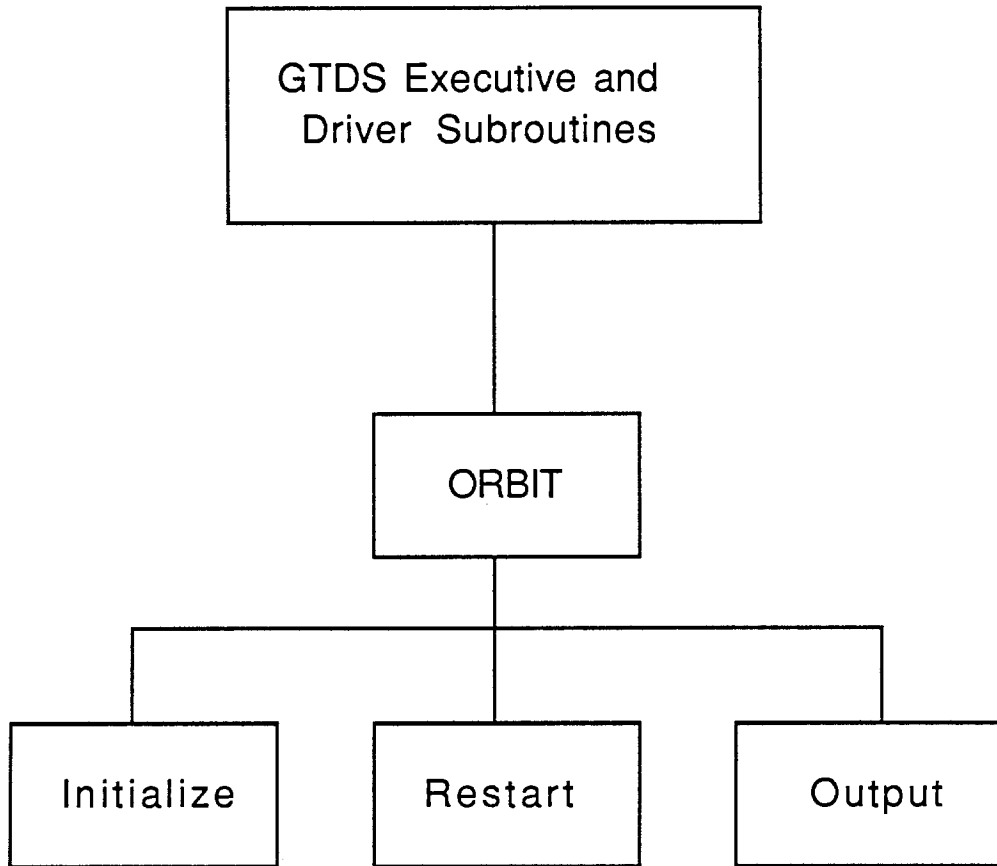 GTDS Executive and
Driver Subroutines
ORBIT
Initialize
Restart
Output